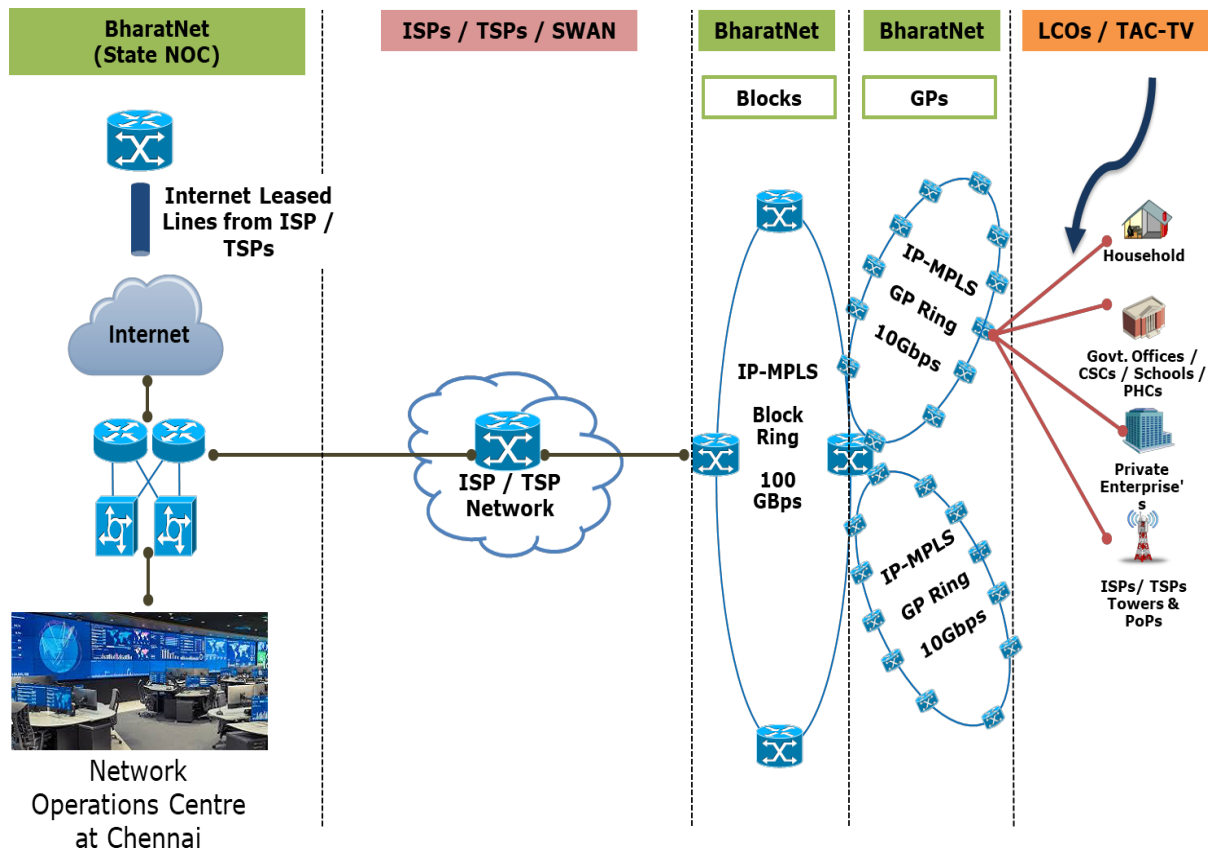 BharatNet
(State NOC)
ISPs / TSPs / SWAN
BharatNet
BharatNet
LCOs / TAC-TV
Blocks
GPs
Internet Leased
Lines from ISP /
TSPs
Internet
ISP / TSP
Network
IP-MPLS
Block
Ring
100
GBps
IP-MPLS
GP Ring
10Gbps
IP-MPLS
GP Ring
10Gbps
Household
Govt. Offices /
CSCs / Schools /
PHCs
Private
Enterprise's
ISPs/ TSPs
Towers &
PoPs
Network
Operations Centre
at Chennai